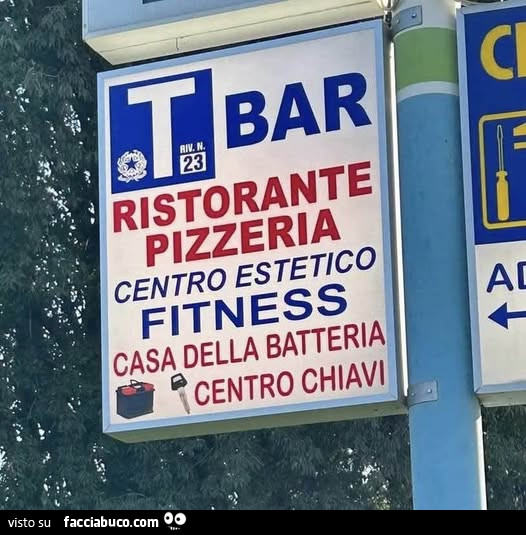 T
RIV. N.
23
BAR
RISTORANTE
PIZZERIA
CENTRO ESTETICO
FITNESS
CASA DELLA BATTERIA
CENTRO CHIAVI
visto su facciabuco.com